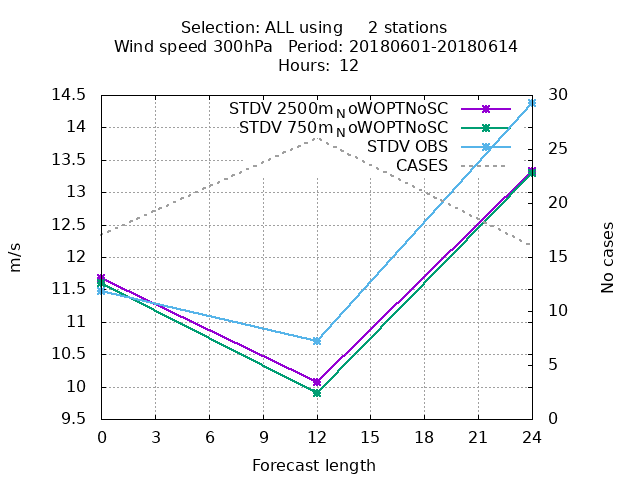 Selection: ALL using     2 stations
Wind speed 300hPa   Period: 20180601-20180614
Hours:  12
STDV 2500m_NoWOPTNoSC
STDV 750m_NoWOPTNoSC
STDV OBS
CASES
14.5
14
13.5
13
12.5
12
11.5
11
10.5
10
9.5
m/s
30
25
20
15
10
5
0
No cases
0 3 6 9 12 15 18 21 24
Forecast length